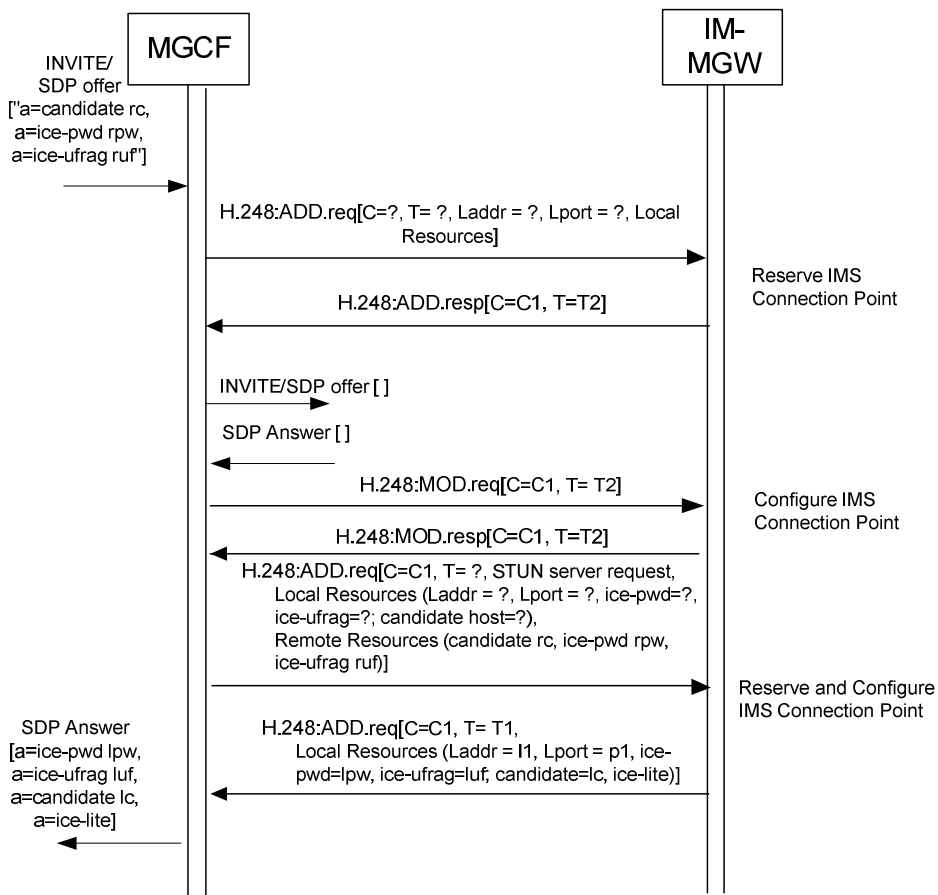 MGCF
IM-
MGW
INVITE/
SDP offer
["a=candidate rc,
a=ice-pwd rpw,
a=ice-ufrag ruf"]
H.248:ADD.req[C=?, T= ?, Laddr = ?, Lport = ?, Local
Resources]
Reserve IMS
Connection Point
H.248:ADD.resp[C=C1, T=T2]
INVITE/SDP offer [ ]
SDP Answer [ ]
H.248:MOD.req[C=C1, T= T2]
Configure IMS
Connection Point
H.248:MOD.resp[C=C1, T=T2]
H.248:ADD.req[C=C1, T= ?, STUN server request,
Local Resources (Laddr = ?, Lport = ?, ice-pwd=?,
ice-ufrag=?; candidate host=?),
Remote Resources (candidate rc, ice-pwd rpw,
ice-ufrag ruf)]
Reserve and Configure
IMS Connection Point
SDP Answer
[a=ice-pwd lpw,
a=ice-ufrag luf,
a=candidate lc,
a=ice-lite]
H.248:ADD.req[C=C1, T= T1,
Local Resources (Laddr = l1, Lport = p1, ice-
pwd=lpw, ice-ufrag=luf; candidate=lc, ice-lite)]